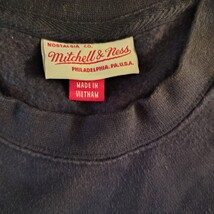 NOSTALGIA CO.
Mitchell & Ness
PHILADELPHIA. PA. U.S.A.
MADE IN
VIETNAM